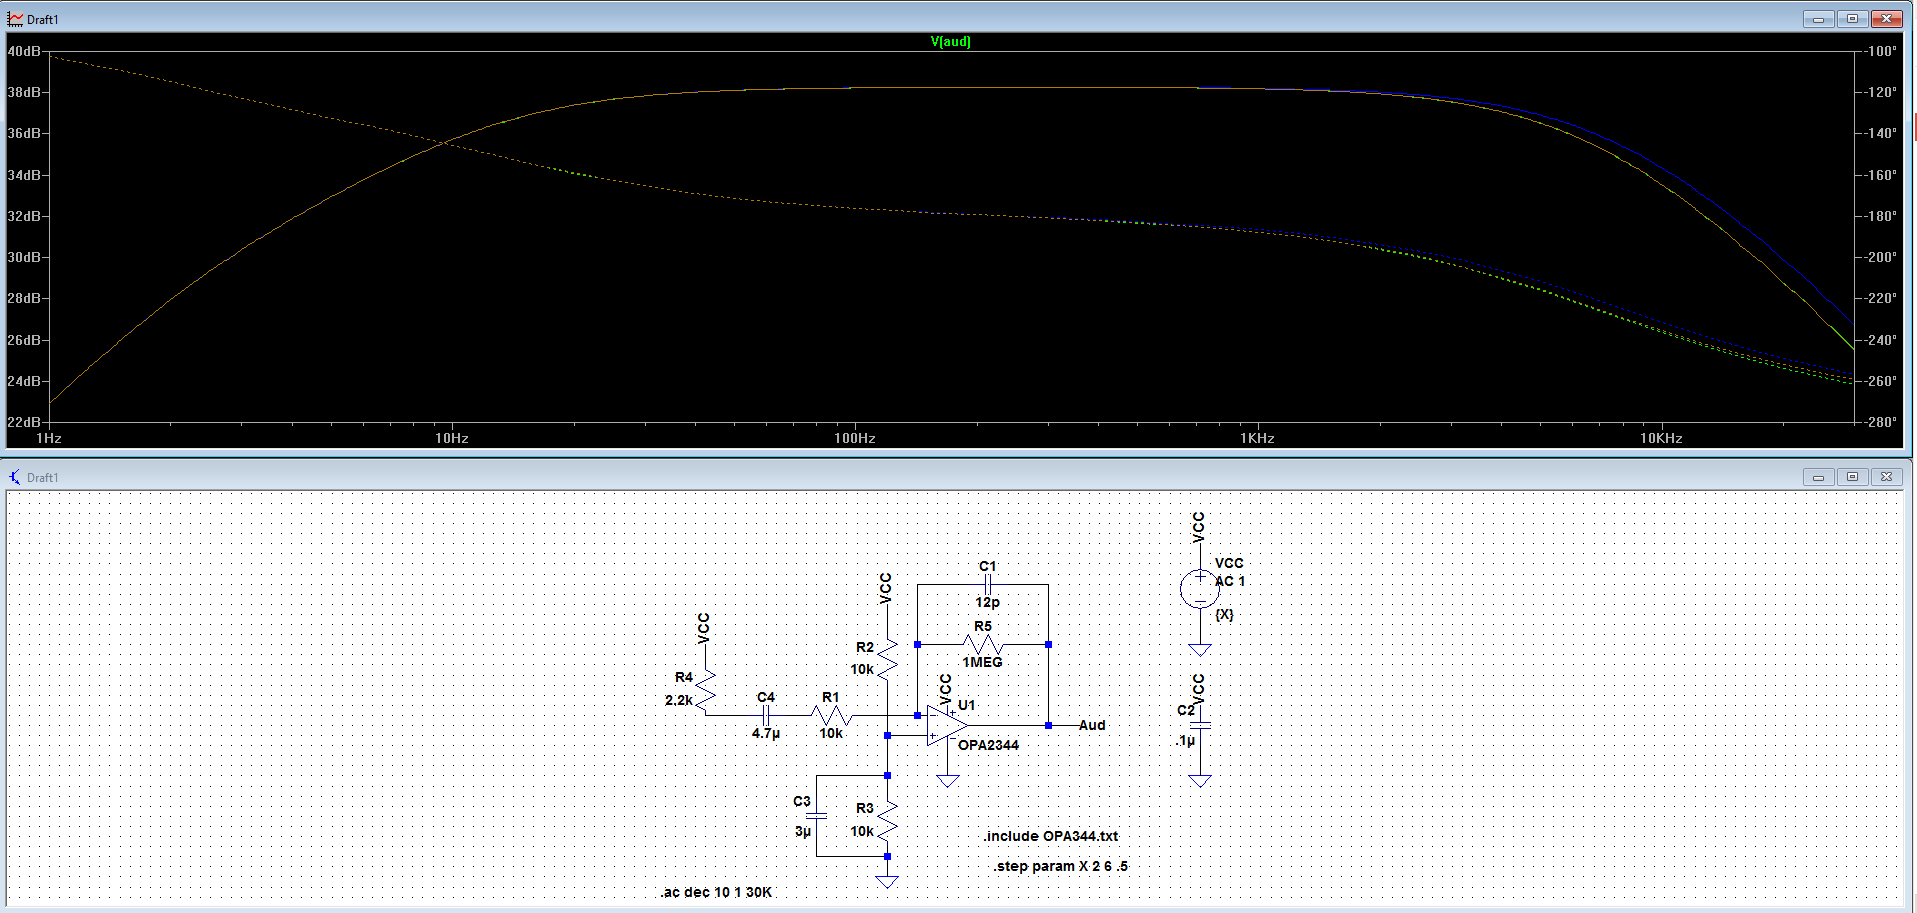 Draft1
V(aud)
40dB
38dB
36dB
34dB
32dB
30dB
28dB
26dB
24dB
22dB
-100°
-120°
-140°
-160°
-180°
-200°
-220°
-240°
-260°
-280°
1Hz 10Hz 100Hz 1KHz 10KHz
Draft1
VCC
R4
2.2k
C4
4.7µ
R1
10k
VCC
R2
10k
C1
12p
R5
1MEG
VCC
U1
OPA2344
Aud
C3
3µ
R3
10k
VCC
VCC
AC 1
{X}
VCC
C2
.1µ
.include OPA344.txt
.step param X 2 6 .5
.ac dec 10 1 30K